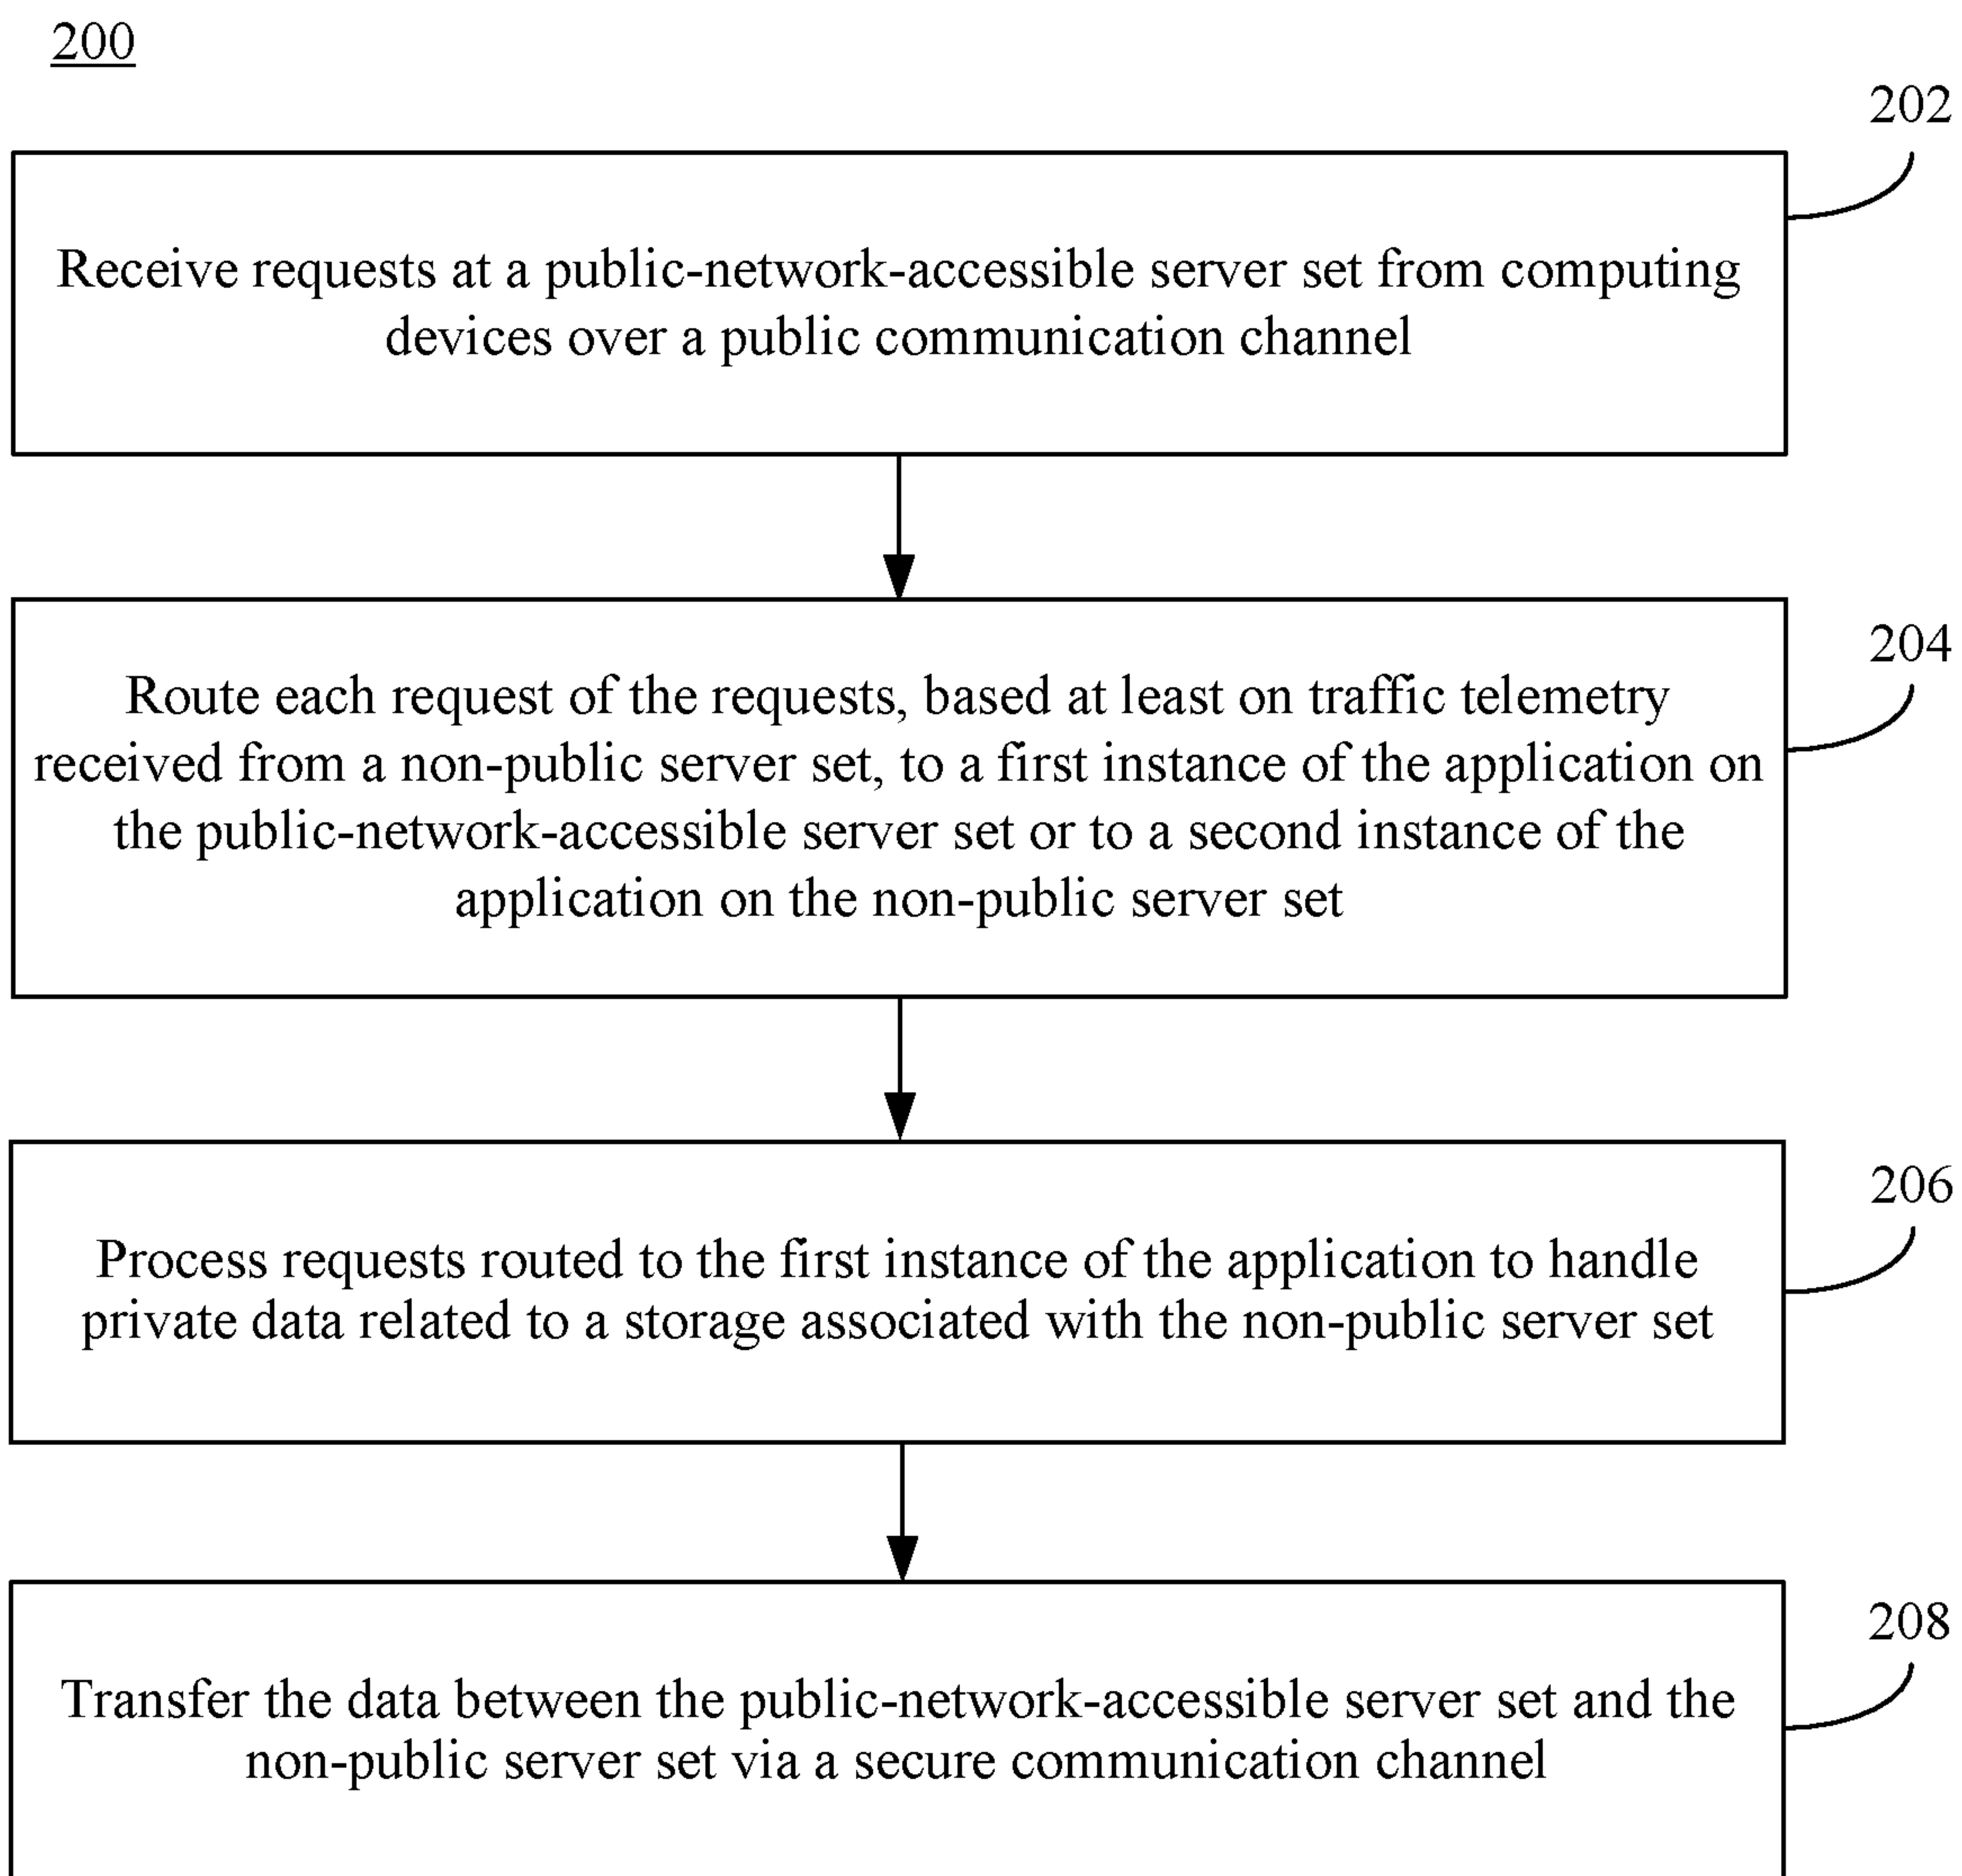 200
202
Receive requests at a public-network-accessible server set from computing
devices over a public communication channel
204
Route each request of the requests, based at least on traffic telemetry
received from a non-public server set, to a first instance of the application on
the public-network-accessible server set or to a second instance of the
application on the non-public server set
206
Process requests routed to the first instance of the application to handle
private data related to a storage associated with the non-public server set
208
Transfer the data between the public-network-accessible server set and the
non-public server set via a secure communication channel